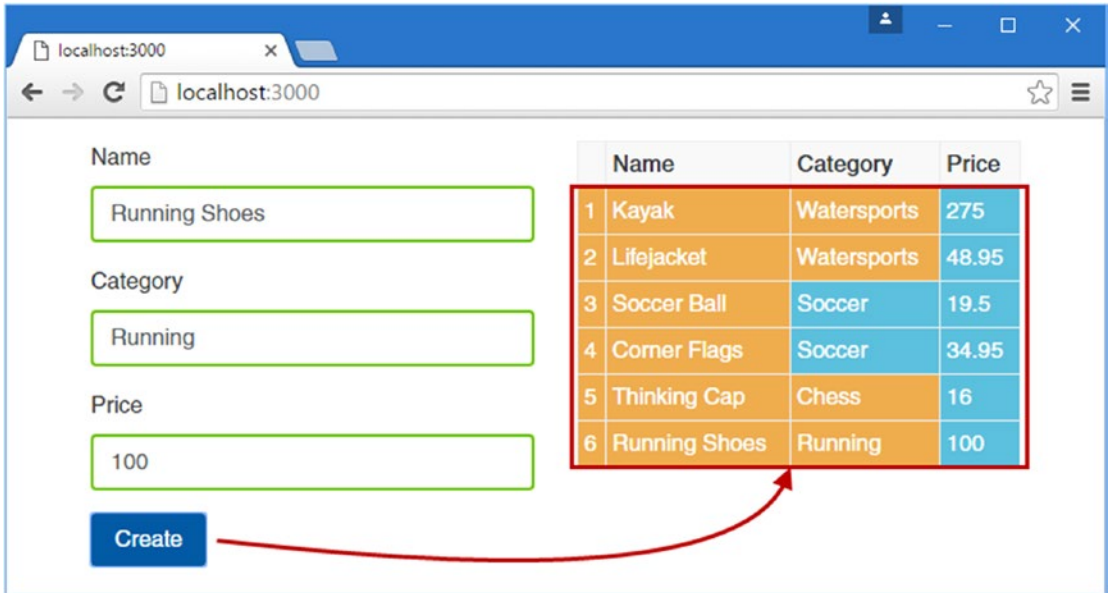 localhost:3000
localhost:3000
Name
Running Shoes
Category
Running
Price
100
Create
Name Category Price
1 Kayak Watersports 275
2 Lifejacket Watersports 48.95
3 Soccer Ball Soccer 19.5
4 Corner Flags Soccer 34.95
5 Thinking Cap Chess 16
6 Running Shoes Running 100